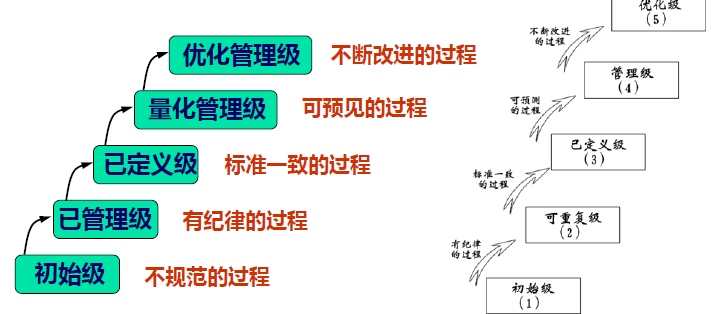 优化管理级 不断改进的过程
量化管理级 可预见的过程
已定义级 标准一致的过程
已管理级 有纪律的过程
初始级 不规范的过程
优化级
(5)
不断改进
的过程
管理级
(4)
可预测
的过程
已定义级
(3)
标准一致
的过程
可重复级
(2)
有纪律
的过程
初始级
(1)